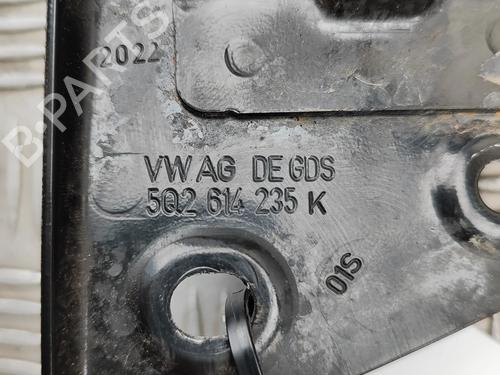 2022
B-PARTS
VW AG DE GDS
5Q2 614 235 K
01S